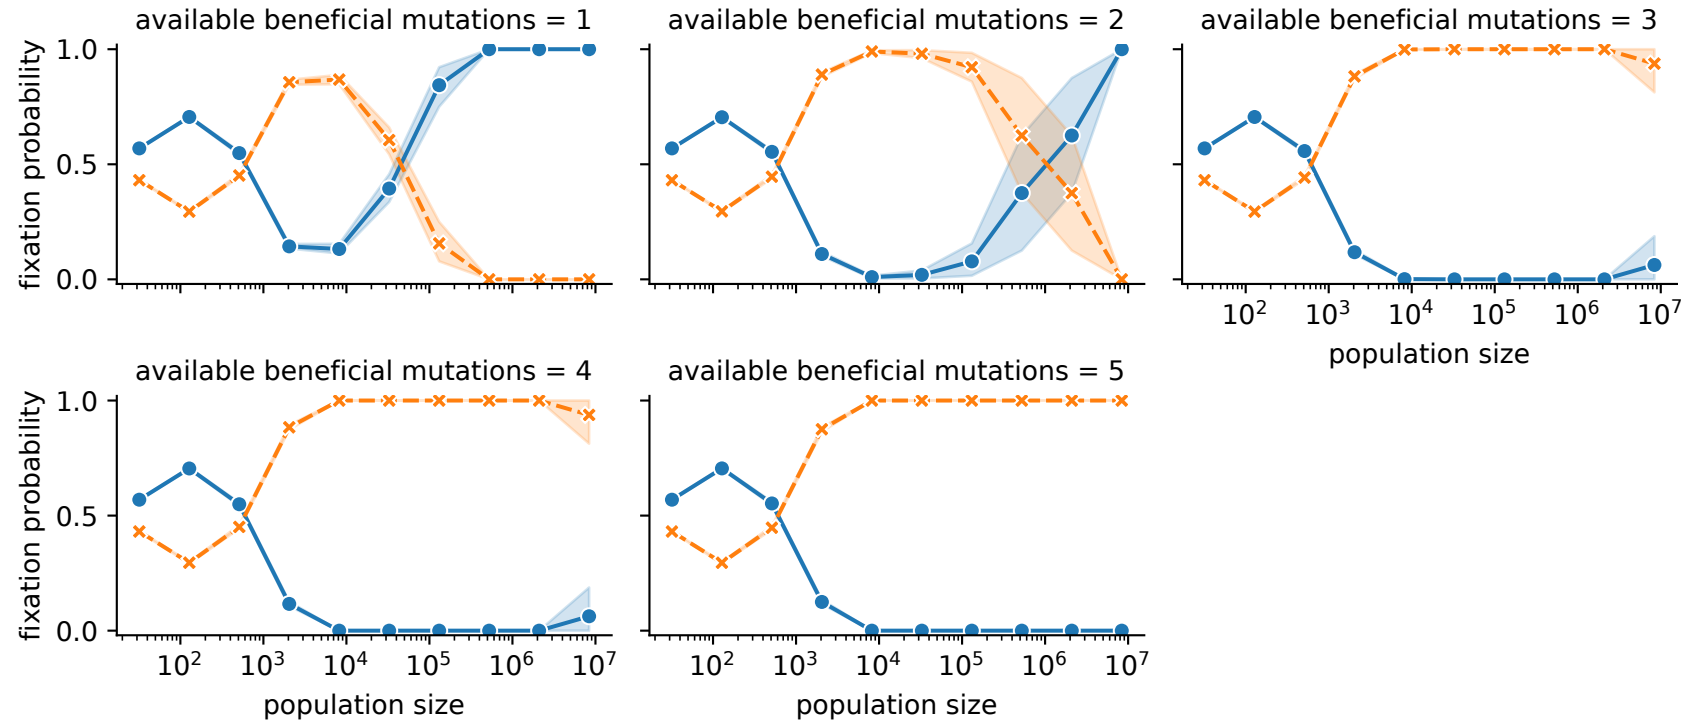 available beneficial mutations = 1
available beneficial mutations = 2
available beneficial mutations = 3
fixation probability
1.0
0.5
0.0
10²
10³
10⁴
10⁵
10⁶
10⁷
population size
available beneficial mutations = 4
available beneficial mutations = 5
fixation probability
1.0
0.5
0.0
10²
10³
10⁴
10⁵
10⁶
10⁷
population size
10²
10³
10⁴
10⁵
10⁶
10⁷
population size